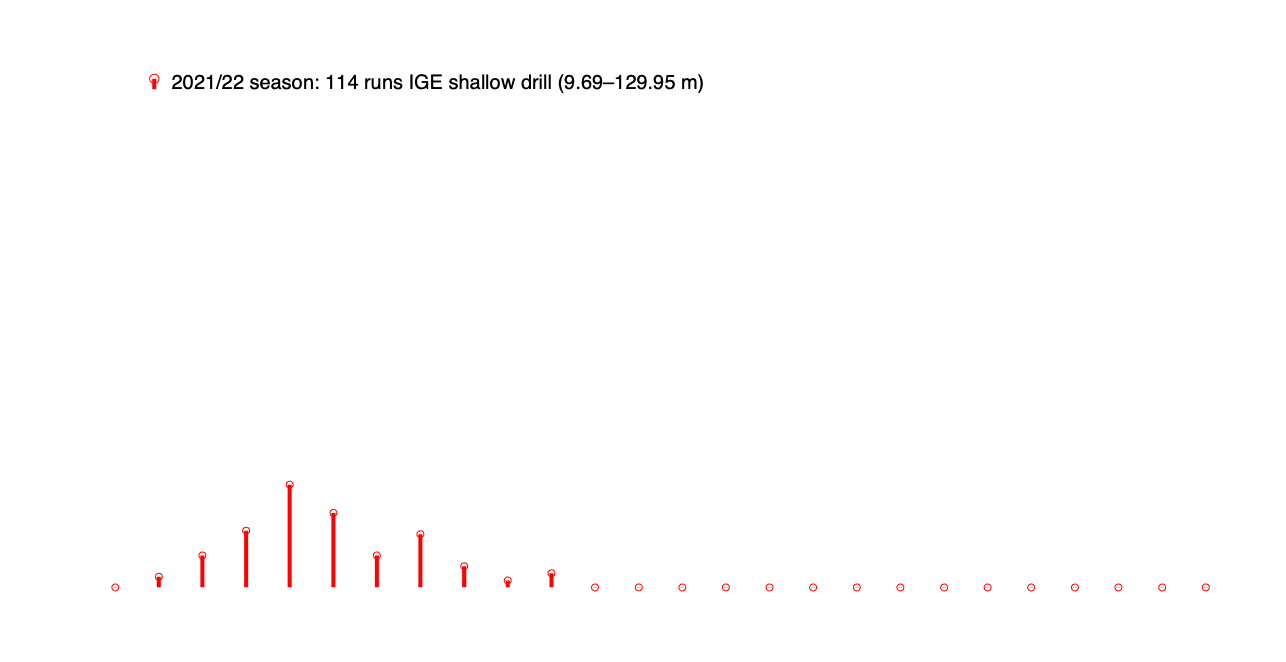 2021/22 season: 114 runs IGE shallow drill (9.69–129.95 m)